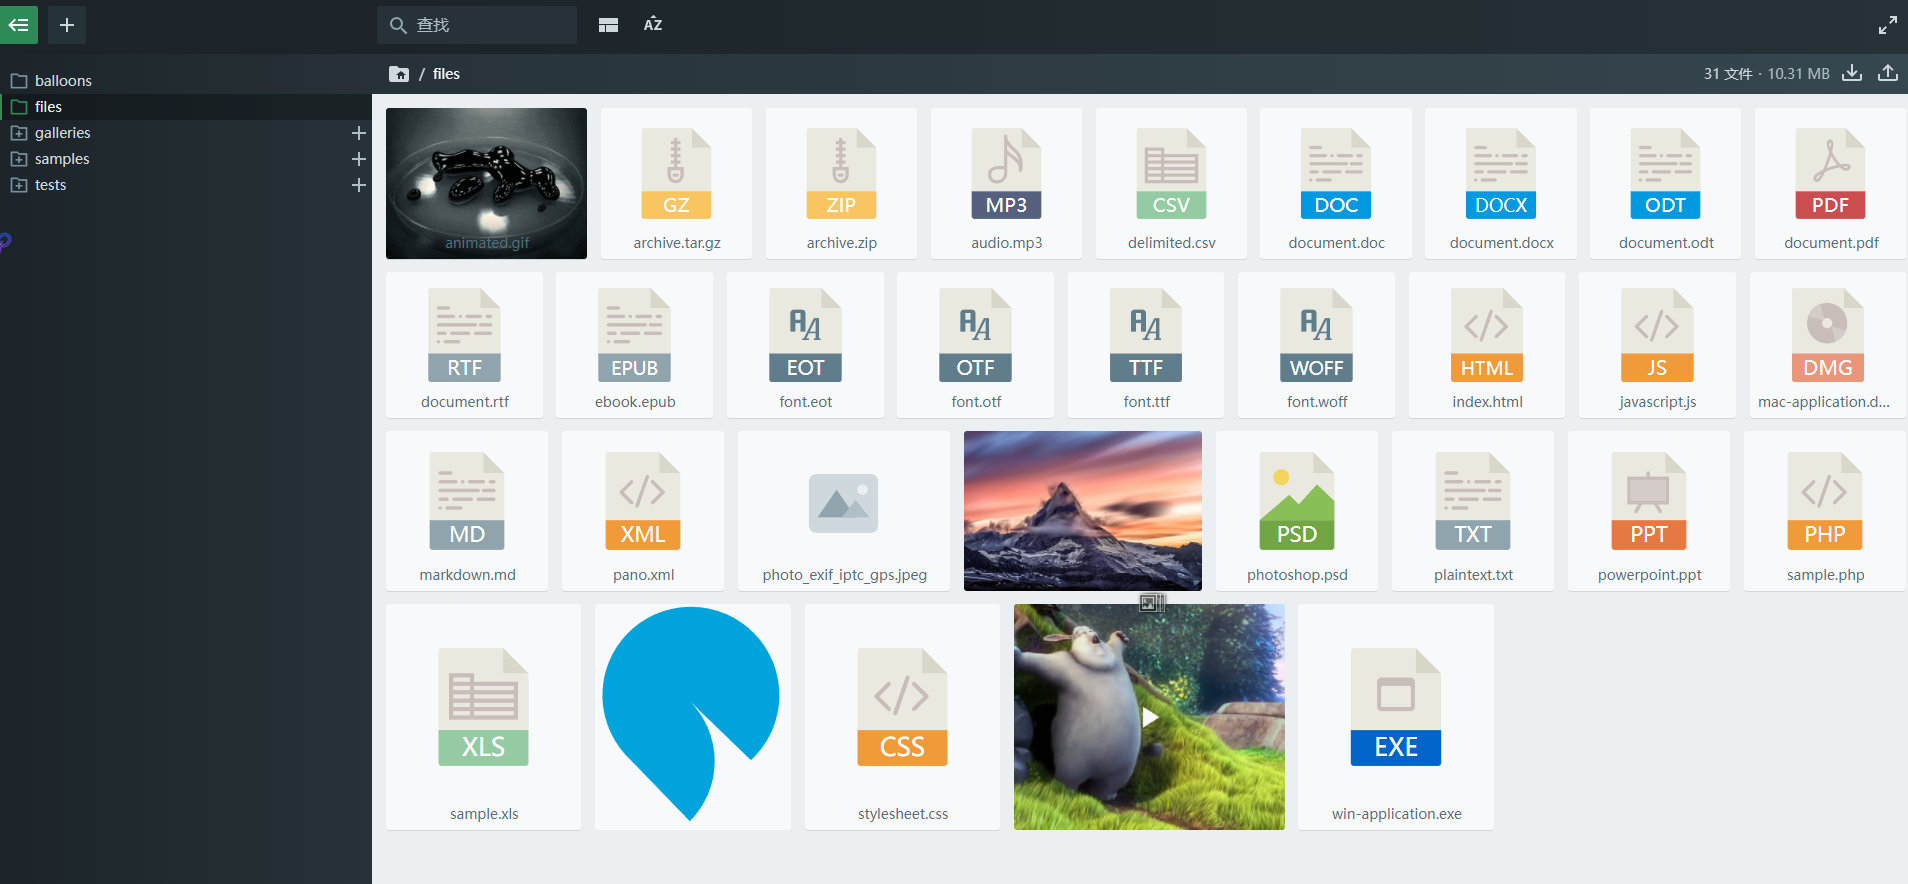 查找
AZ
balloons
files
galleries
samples
tests
/ files
31 文件 · 10.31 MB
animated.gif
GZ
archive.tar.gz
ZIP
archive.zip
MP3
audio.mp3
CSV
delimited.csv
DOC
document.doc
DOCX
document.docx
ODT
document.odt
PDF
document.pdf
RTF
document.rtf
EPUB
ebook.epub
AA
EOT
font.eot
AA
OTF
font.otf
AA
TTF
font.ttf
AA
WOFF
font.woff
</>
HTML
index.html
</>
JS
javascript.js
DMG
mac-application.d...
MD
markdown.md
</>
XML
pano.xml
photo_exif_iptc_gps.jpeg
PSD
photoshop.psd
TXT
plaintext.txt
PPT
powerpoint.ppt
</>
PHP
sample.php
XLS
sample.xls
</>
CSS
stylesheet.css
EXE
win-application.exe